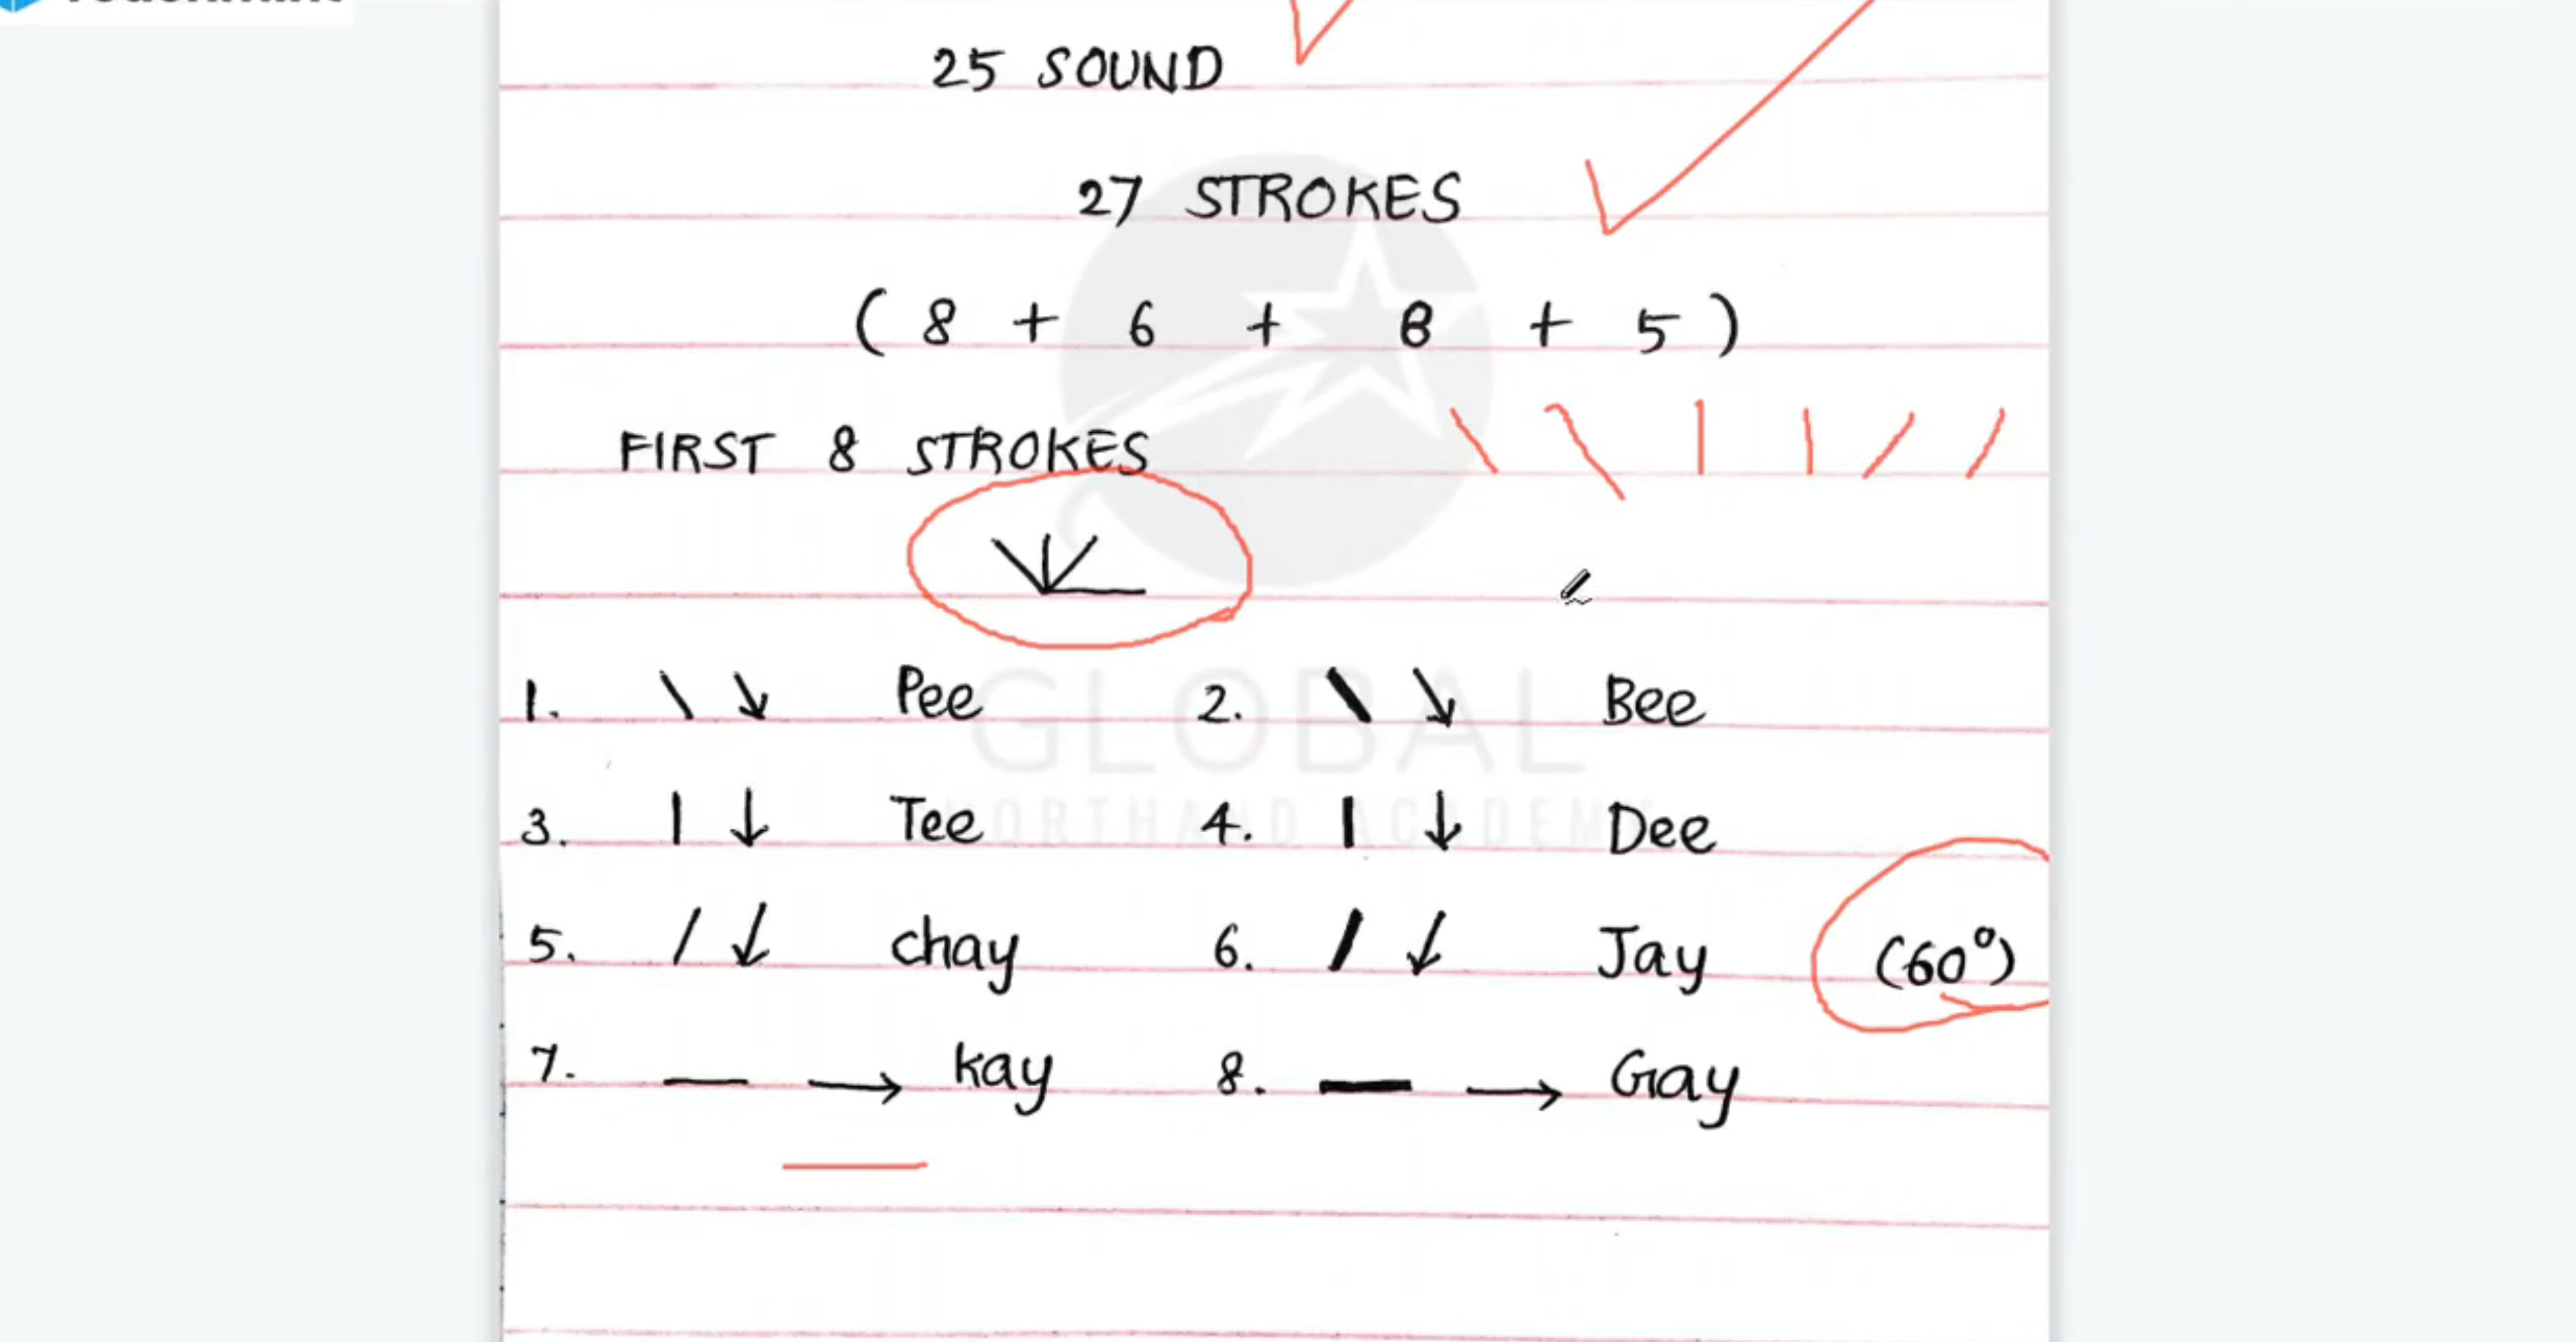 25 SOUND
27 STROKES
( 8 + 6 + 8 + 5 )
FIRST 8 STROKES
1. \ ↘ Pee 2. \ ↘ Bee
GLOBAL
3. | ↓ Tee 4. | ↓ Dee
5. / ↙ chay 6. / ↙ Jay (60°)
7. — → kay 8. — → Gay